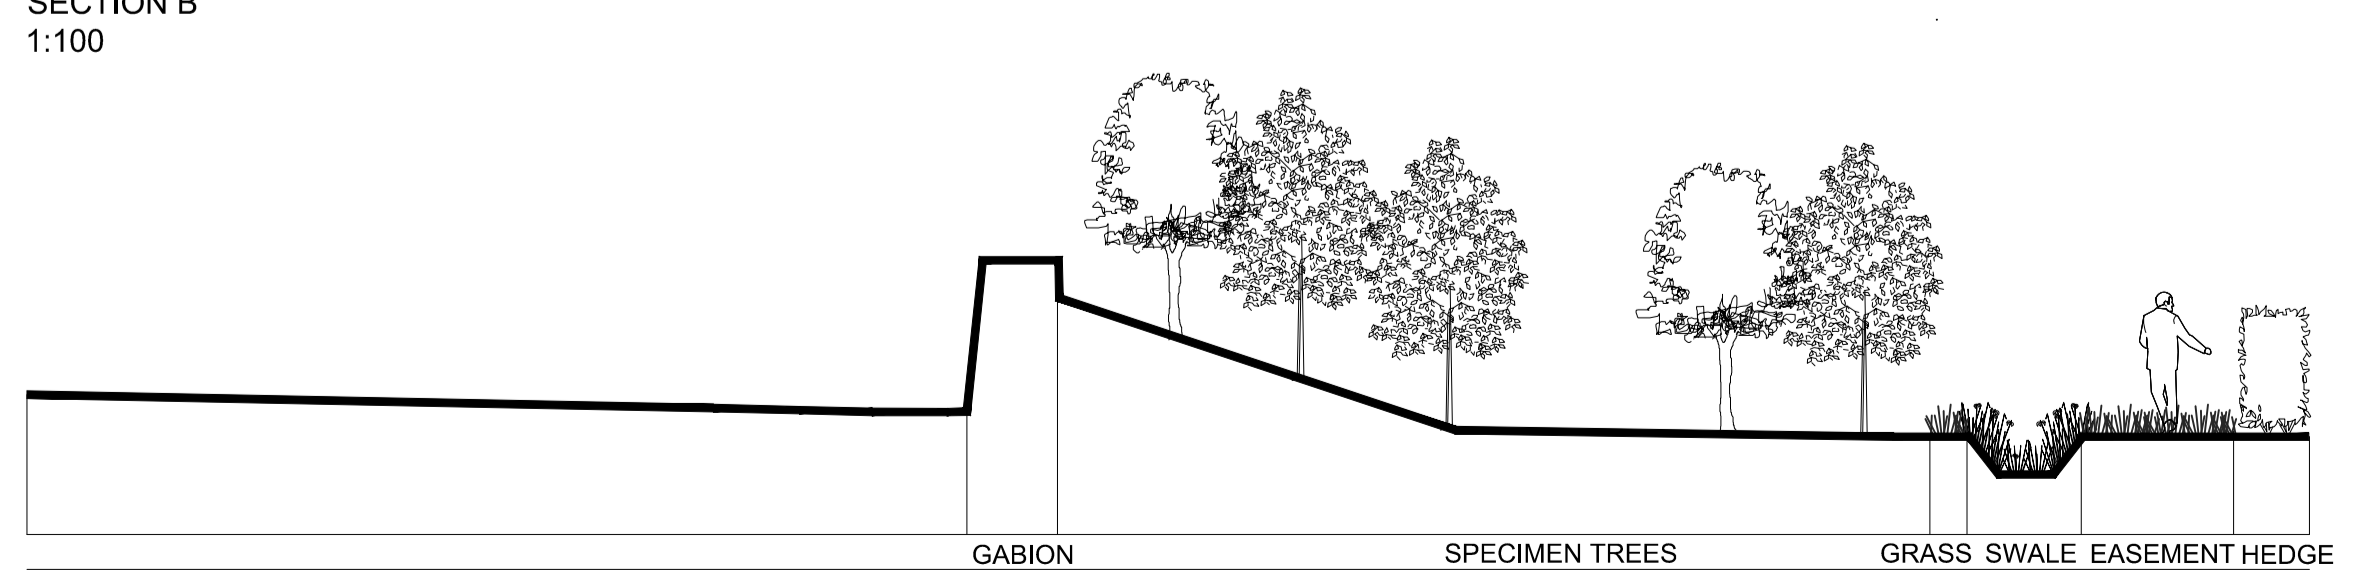 SECTION B
1:100
GABION SPECIMEN TREES GRASS SWALE EASEMENT HEDGE